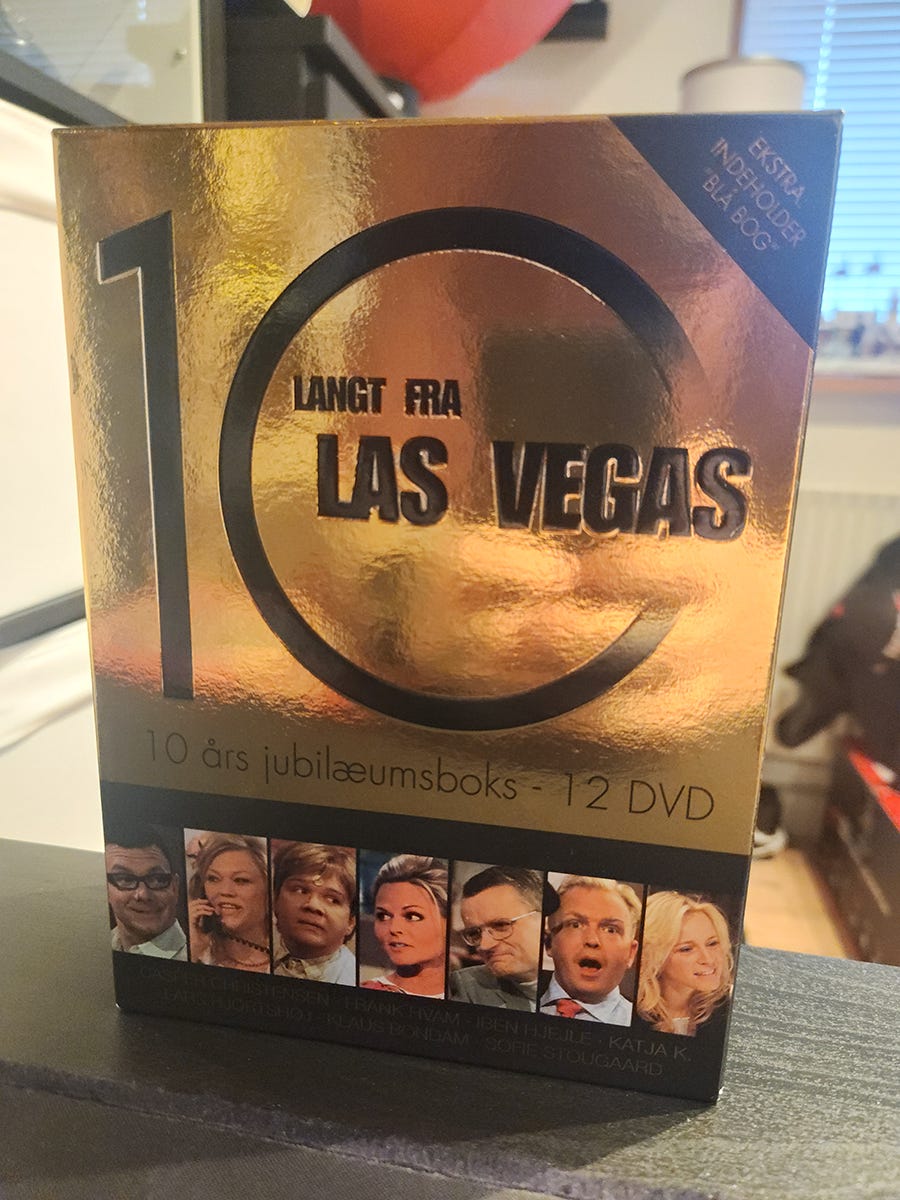 EKSTRA
INDEHOLDER
"BLÅ BOG"
10
LANGT FRA
LAS VEGAS
10 års jubilæumsboks - 12 DVD
CASPER CHRISTENSEN - FRANK HVAM - IBEN HJEJLE - KATJA K.
LARS HJORTSHØJ - KLAUS BONDAM - SOFIE STOUGAARD